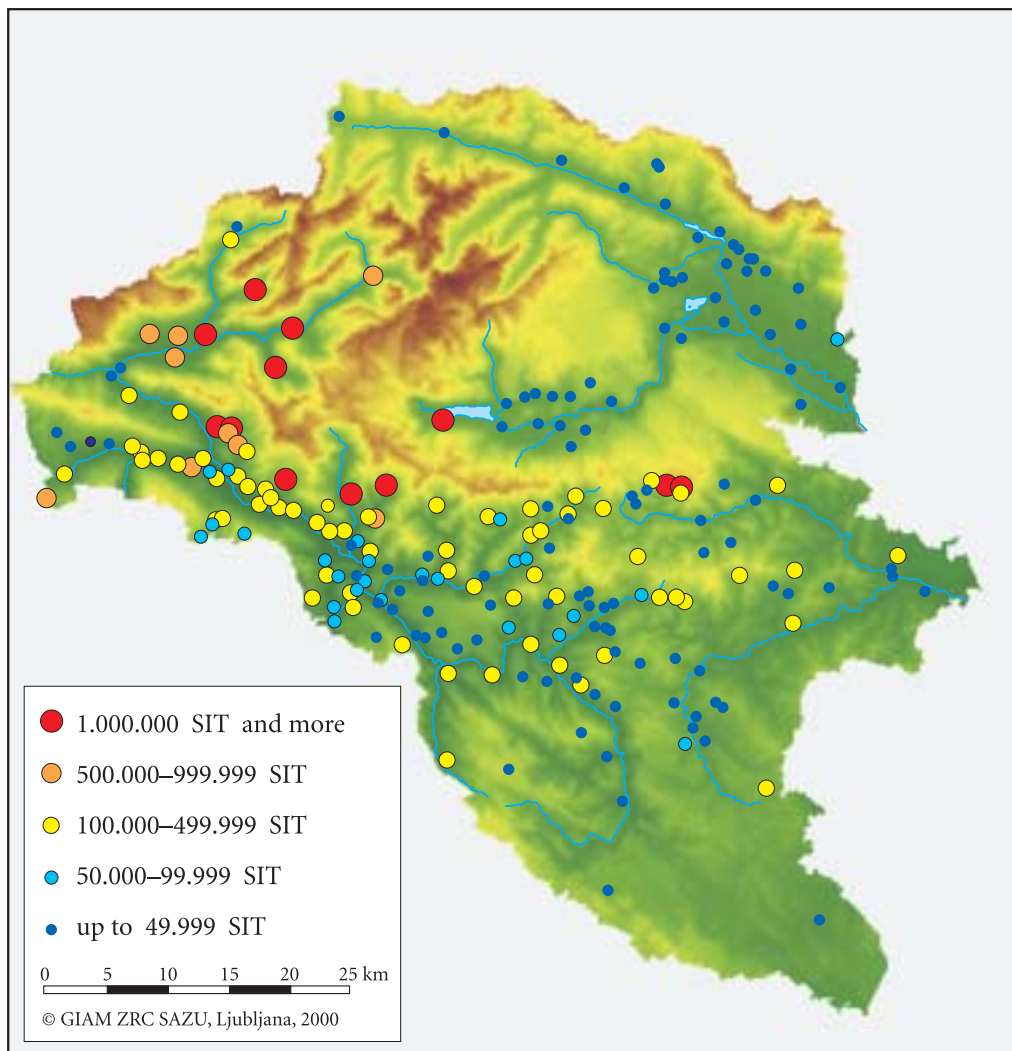 1.000.000 SIT and more
500.000–999.999 SIT
100.000–499.999 SIT
50.000–99.999 SIT
up to 49.999 SIT
0 5 10 15 20 25 km
© GIAM ZRC SAZU, Ljubljana, 2000